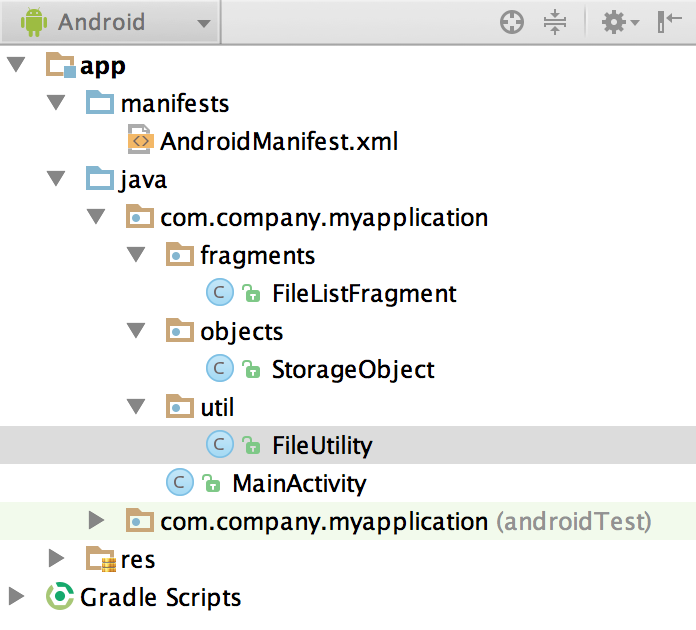 Android
app
manifests
AndroidManifest.xml
java
com.company.myapplication
fragments
C FileListFragment
objects
C StorageObject
util
C FileUtility
C MainActivity
com.company.myapplication (androidTest)
res
Gradle Scripts